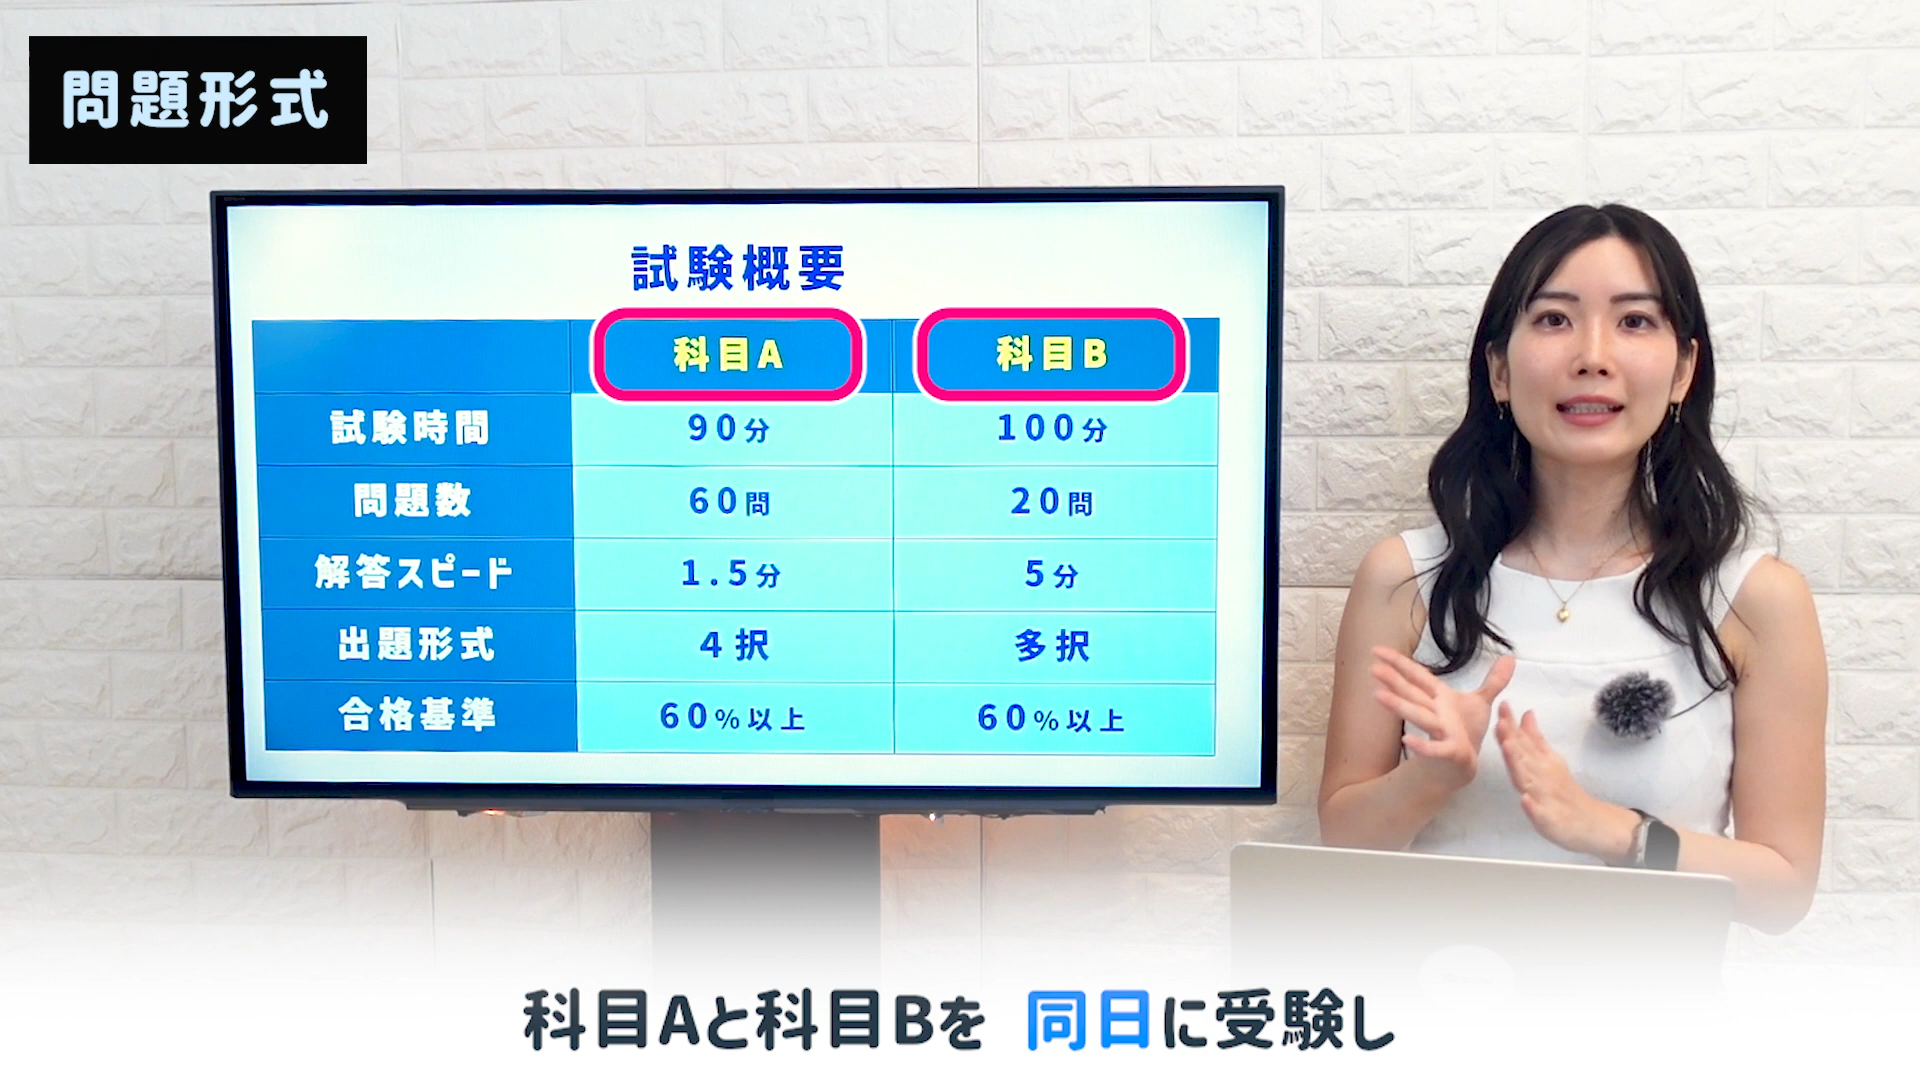 問題形式
試験概要
科目A 科目B
試験時間 90分 100分
問題数 60問 20問
解答スピード 1.5分 5分
出題形式 4択 多択
合格基準 60%以上 60%以上
科目Aと科目Bを 同日に受験し